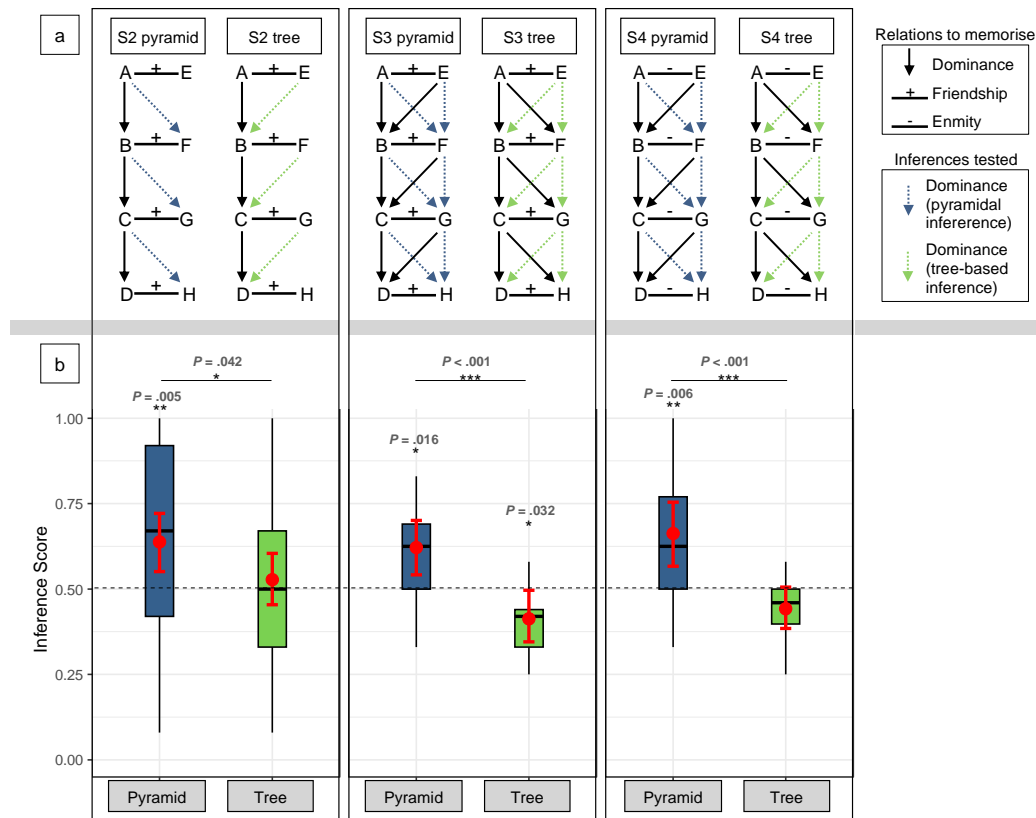 a
S2 pyramid
S2 tree
S3 pyramid
S3 tree
S4 pyramid
S4 tree
A + E
A + E
A + E
A + E
A - E
A - E
B + F
B + F
B + F
B + F
B - F
B - F
C + G
C + G
C + G
C + G
C - G
C - G
D + H
D + H
D + H
D + H
D - H
D - H
Relations to memorise
Dominance
+
Friendship
-
Enmity
Inferences tested
Dominance
(pyramidal
infererence)
Dominance
(tree-based
inference)
b
P = .042
*
P < .001
***
P < .001
***
P = .005
**
P = .016
*
P = .032
*
P = .006
**
Inference Score
1.00
0.75
0.50
0.25
0.00
Pyramid
Tree
Pyramid
Tree
Pyramid
Tree